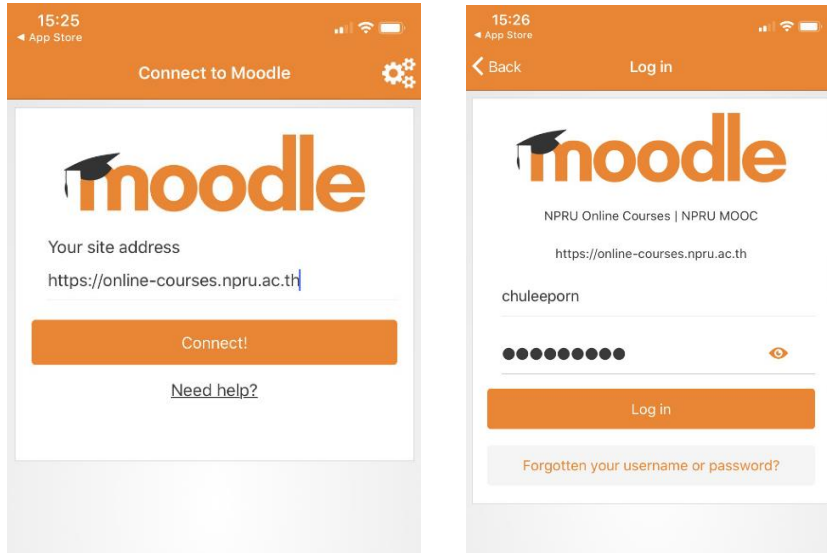 15:25
◀ App Store
Connect to Moodle
moodle
Your site address
https://online-courses.npru.ac.th
Connect!
Need help?
15:26
◀ App Store
Back
Log in
moodle
NPRU Online Courses | NPRU MOOC
https://online-courses.npru.ac.th
chuleeporn
●●●●●●●●●
Log in
Forgotten your username or password?